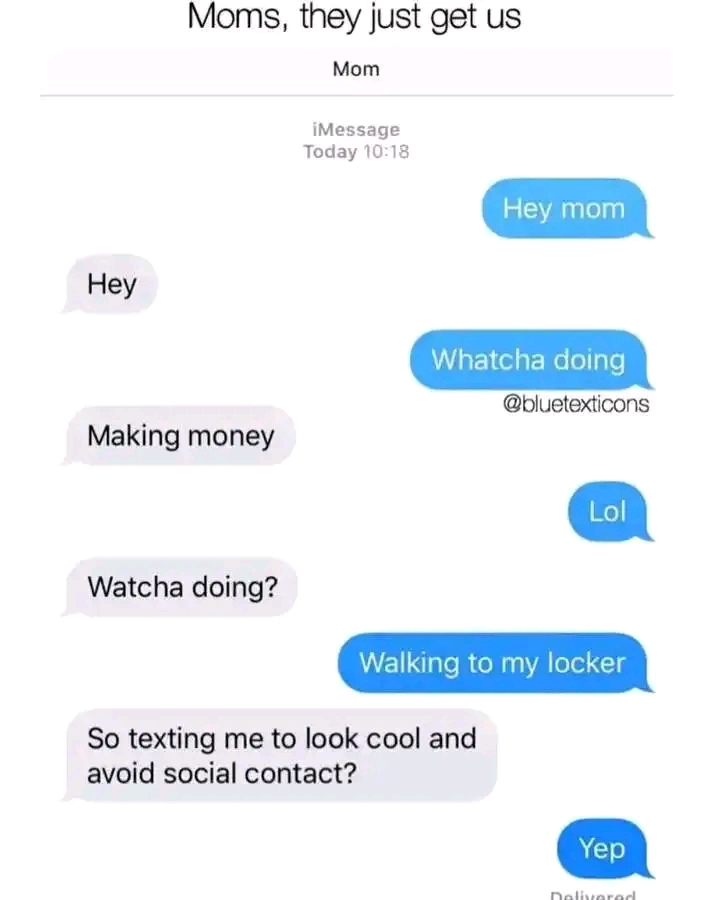 Moms, they just get us
Mom
iMessage
Today 10:18
Hey mom
Hey
Whatcha doing
@bluetexticons
Making money
Lol
Watcha doing?
Walking to my locker
So texting me to look cool and
avoid social contact?
Yep
Delivered